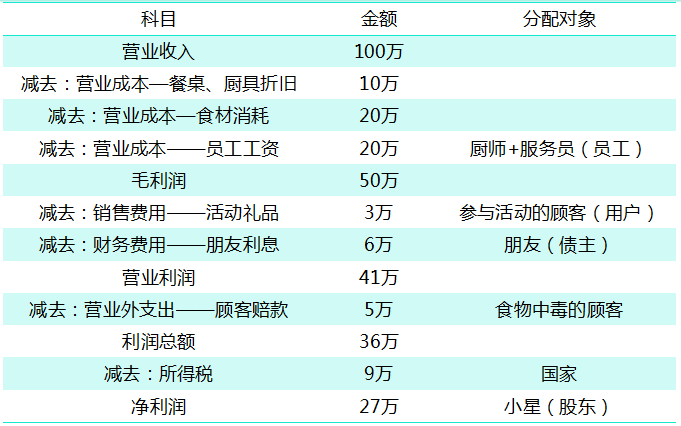 科目 金额 分配对象
营业收入 100万
减去：营业成本—餐桌、厨具折旧 10万
减去：营业成本—食材消耗 20万
减去：营业成本——员工工资 20万 厨师+服务员（员工）
毛利润 50万
减去：销售费用——活动礼品 3万 参与活动的顾客（用户）
减去：财务费用——朋友利息 6万 朋友（债主）
营业利润 41万
减去：营业外支出——顾客赔款 5万 食物中毒的顾客
利润总额 36万
减去：所得税 9万 国家
净利润 27万 小星（股东）